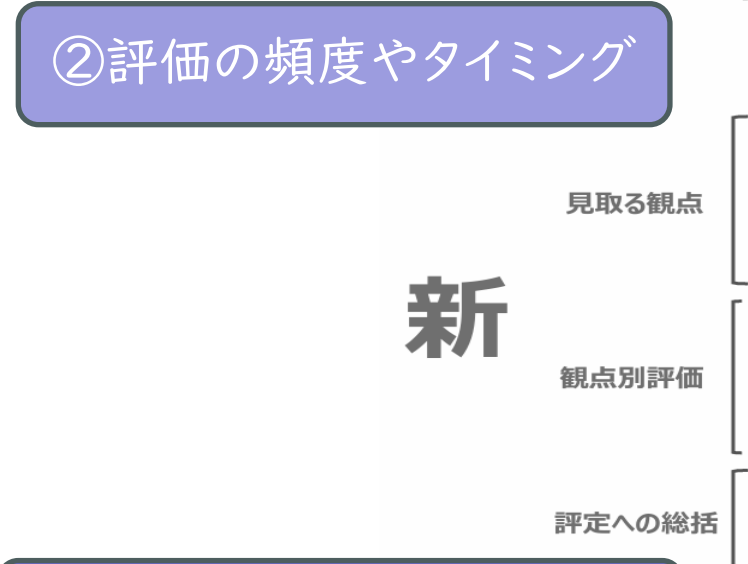 ②評価の頻度やタイミング
見取る観点
新
観点別評価
評定への総括